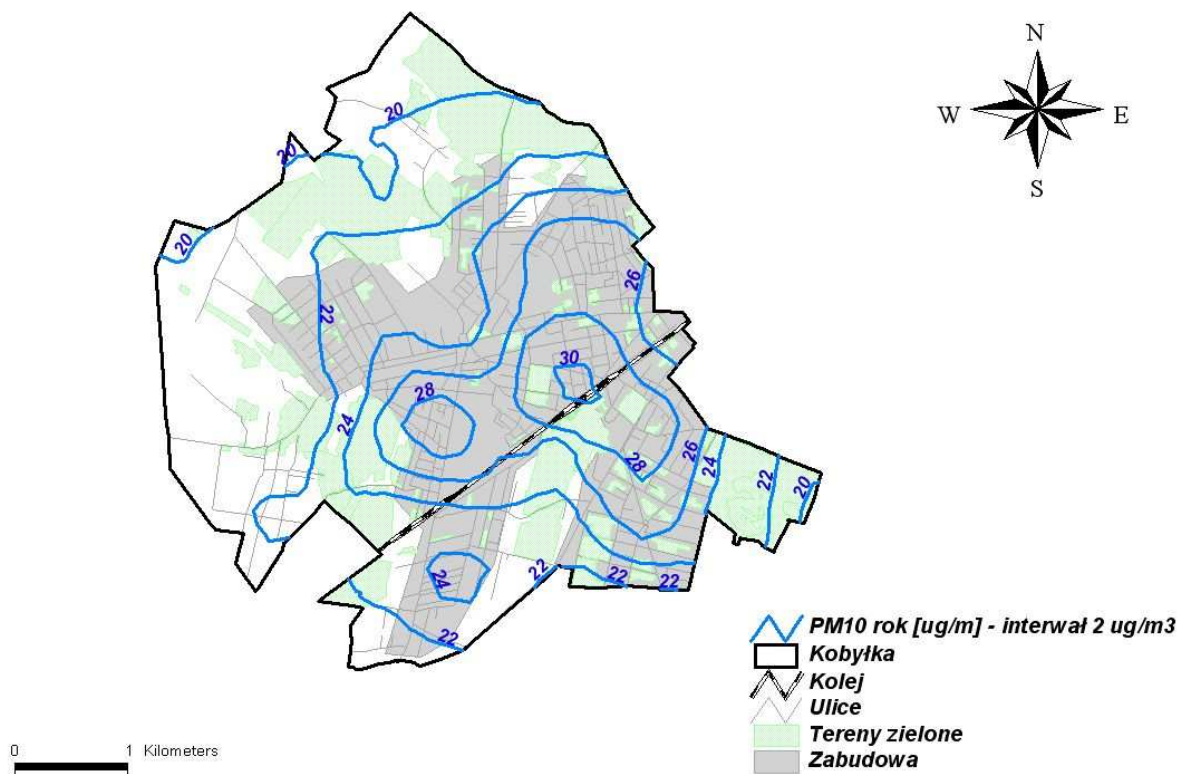 N
W
E
S
20
20
20
22
26
30
28
24
26
24
28
22
20
24
22
22
22
22
PM10 rok [ug/m] - interwał 2 ug/m3
Kobyłka
Kolej
Ulice
Tereny zielone
Zabudowa
0 1 Kilometers